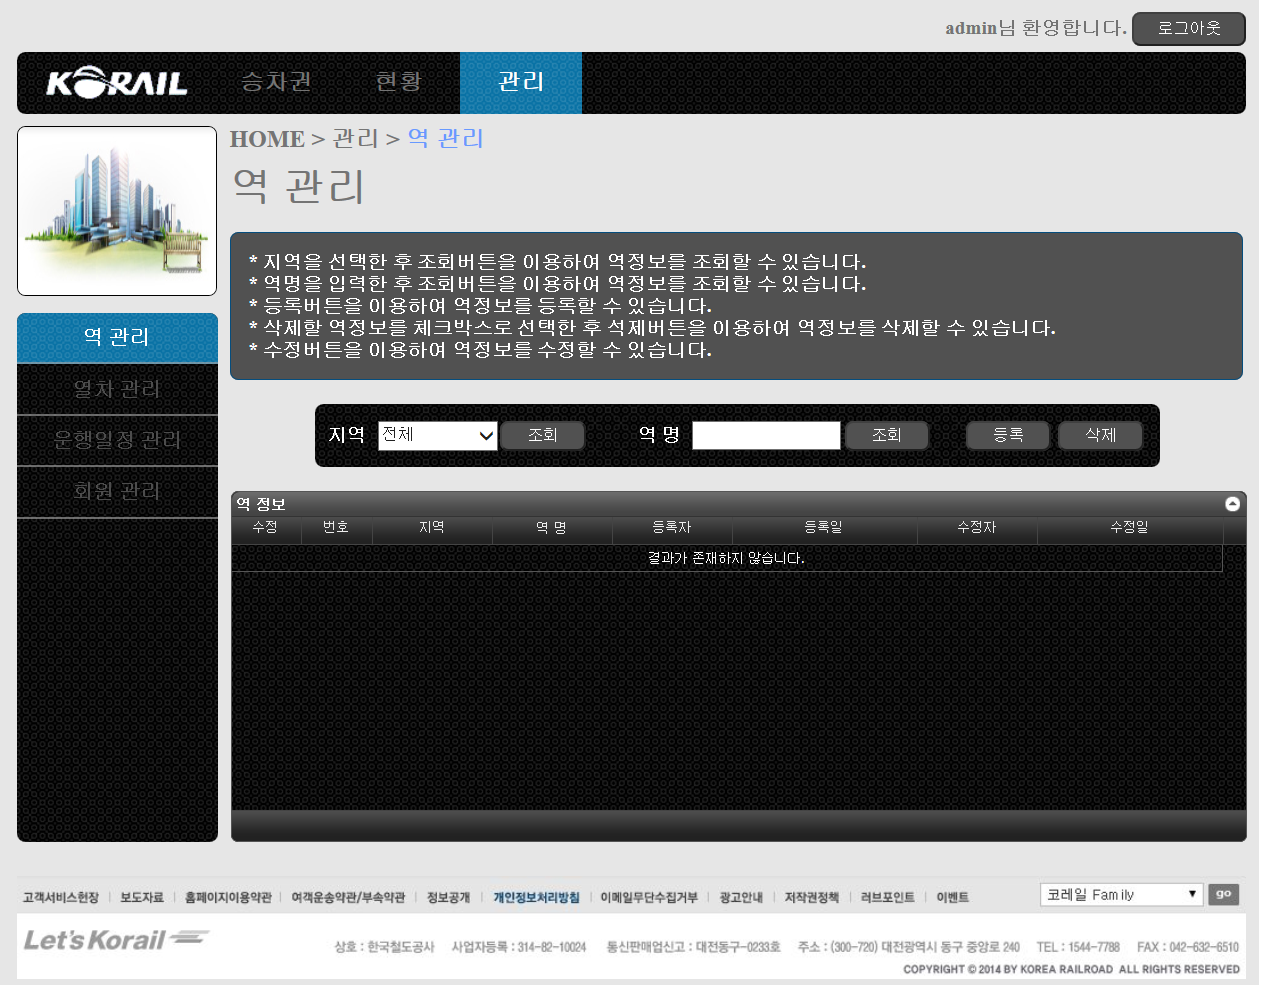 admin님 환영합니다. 로그아웃
KORAIL 승차권 현황 관리
HOME > 관리 > 역 관리
역 관리
* 지역을 선택한 후 조회버튼을 이용하여 역정보를 조회할 수 있습니다.
* 역명을 입력한 후 조회버튼을 이용하여 역정보를 조회할 수 있습니다.
* 등록버튼을 이용하여 역정보를 등록할 수 있습니다.
* 삭제할 역정보를 체크박스로 선택한 후 석제버튼을 이용하여 역정보를 삭제할 수 있습니다.
* 수정버튼을 이용하여 역정보를 수정할 수 있습니다.
역 관리
열차 관리
운행일정 관리
회원 관리
지역 전체 조회 역 명 조회 등록 삭제
역 정보
수정 번호 지역 역 명 등록자 등록일 수정자 수정일
결과가 존재하지 않습니다.
고객서비스헌장 보도자료 홈페이지이용약관 여객운송약관/부속약관 정보공개 개인정보처리방침 이메일무단수집거부 광고안내 저작권정책 러브포인트 이벤트 코레일 Family go
Let's Korail
상호 : 한국철도공사 사업자등록 : 314-82-10024 통신판매업신고 : 대전동구-0233호 주소 : (300-720) 대전광역시 동구 중앙로 240 TEL : 1544-7788 FAX : 042-632-6510
COPYRIGHT © 2014 BY KOREA RAILROAD ALL RIGHTS RESERVED